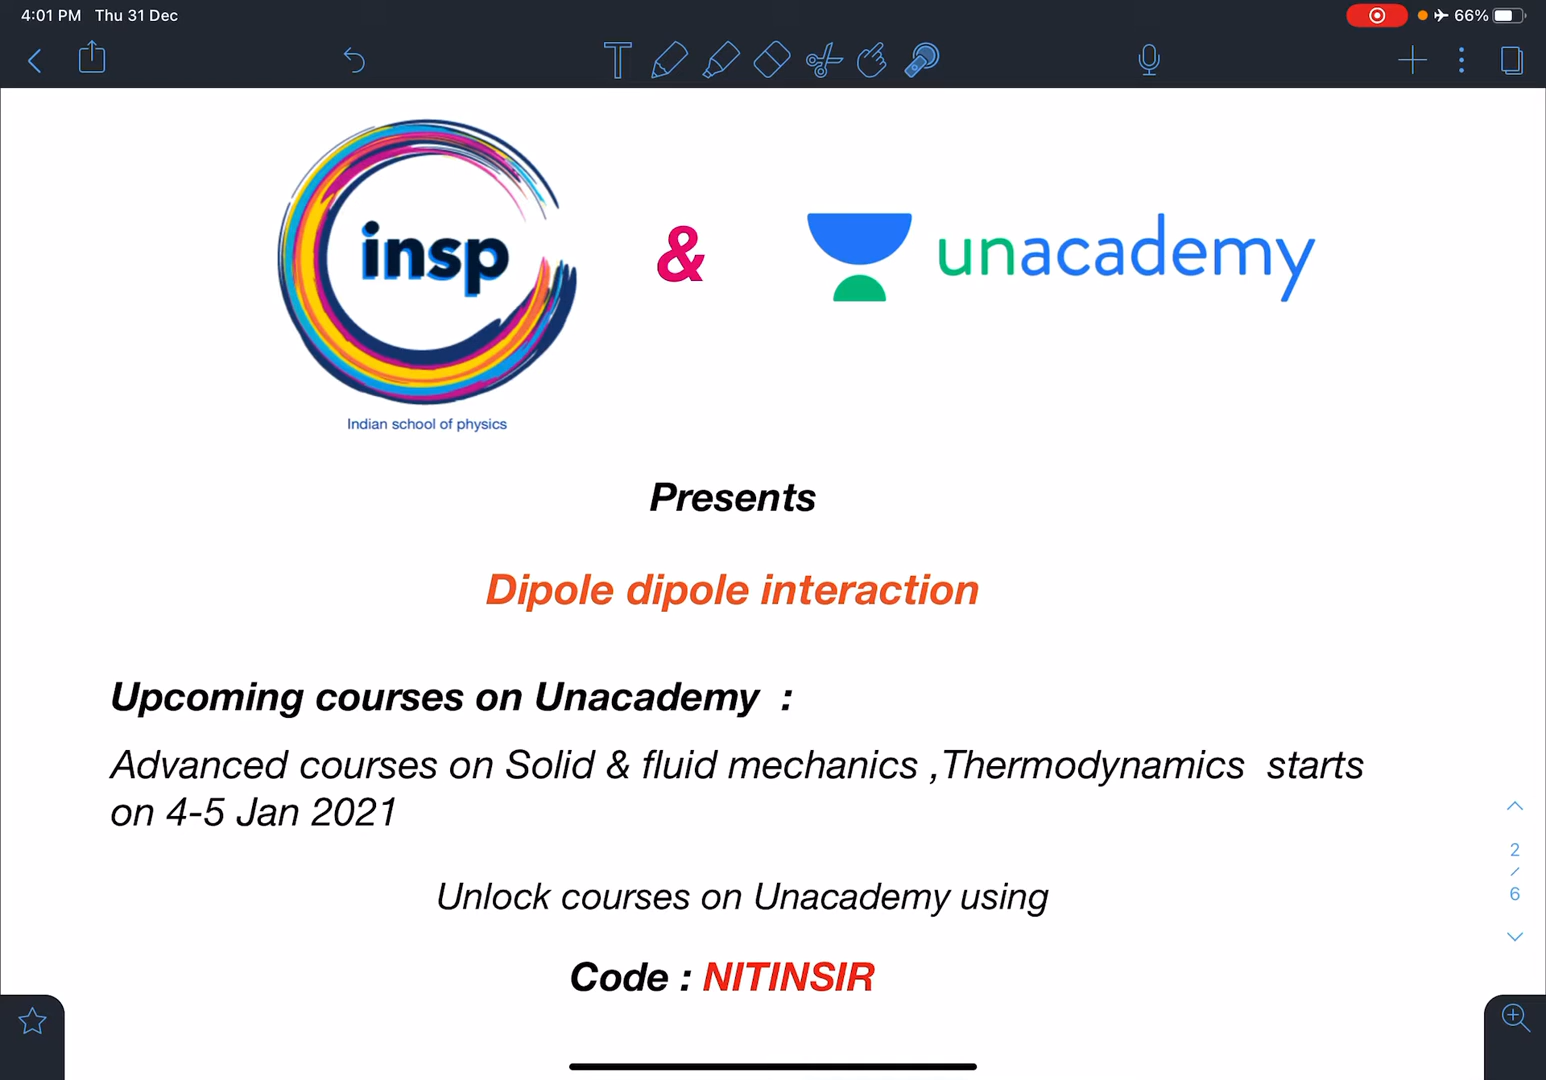 4:01 PM Thu 31 Dec
66%
T
insp
&
unacademy
Indian school of physics
Presents
Dipole dipole interaction
Upcoming courses on Unacademy :
Advanced courses on Solid & fluid mechanics ,Thermodynamics starts
on 4-5 Jan 2021
2
/
6
Unlock courses on Unacademy using
Code : NITINSIR